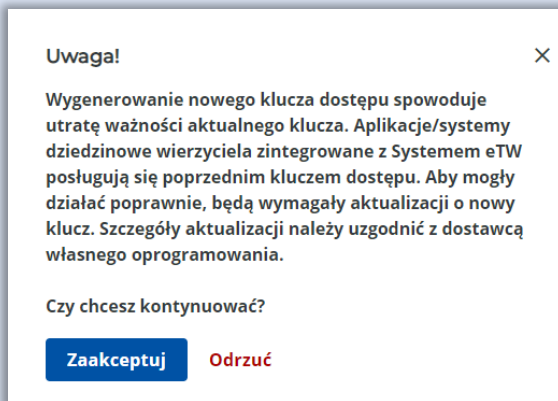 Uwaga!
Wygenerowanie nowego klucza dostępu spowoduje
utratę ważności aktualnego klucza. Aplikacje/systemy
dziedzinowe wierzyciela zintegrowane z Systemem eTW
posługują się poprzednim kluczem dostępu. Aby mogły
działać poprawnie, będą wymagały aktualizacji o nowy
klucz. Szczegóły aktualizacji należy uzgodnić z dostawcą
własnego oprogramowania.
Czy chcesz kontynuować?
Zaakceptuj Odrzuć